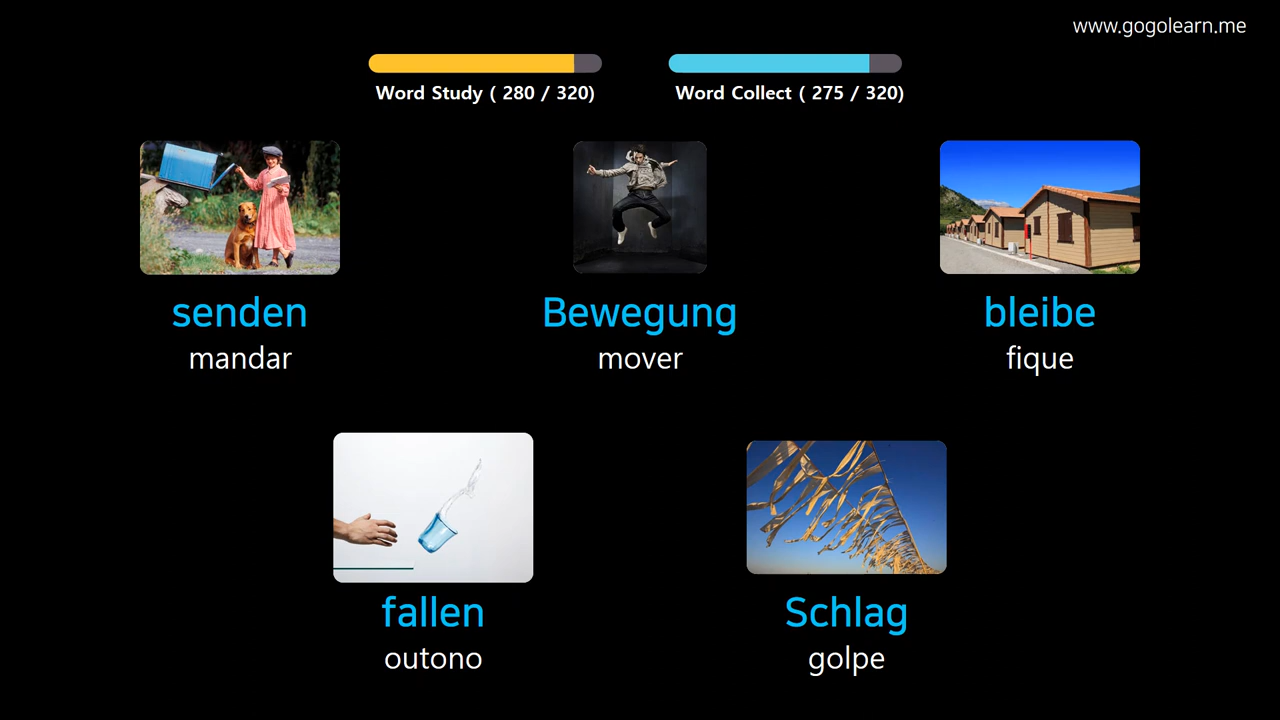 www.gogolearn.me
Word Study ( 280 / 320)
Word Collect ( 275 / 320)
senden
mandar
Bewegung
mover
bleibe
fique
fallen
outono
Schlag
golpe